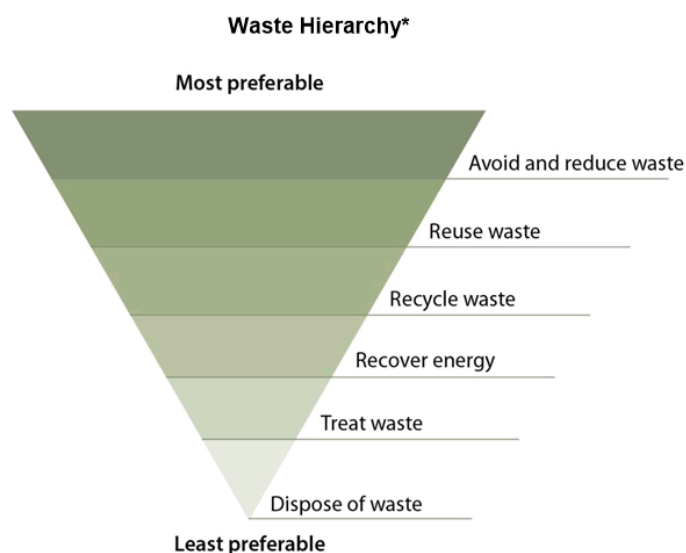 Waste Hierarchy*
Most preferable
Avoid and reduce waste
Reuse waste
Recycle waste
Recover energy
Treat waste
Dispose of waste
Least preferable